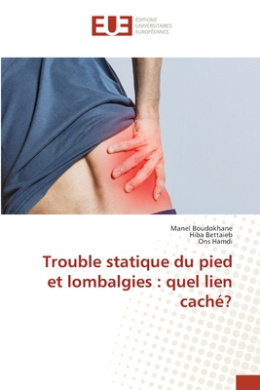 EUE
ÉDITIONS
UNIVERSITAIRES
EUROPÉENNES
Manel Boudokhane
Hiba Bettaieb
Ons Hamdi
Trouble statique du pied
et lombalgies : quel lien
caché?